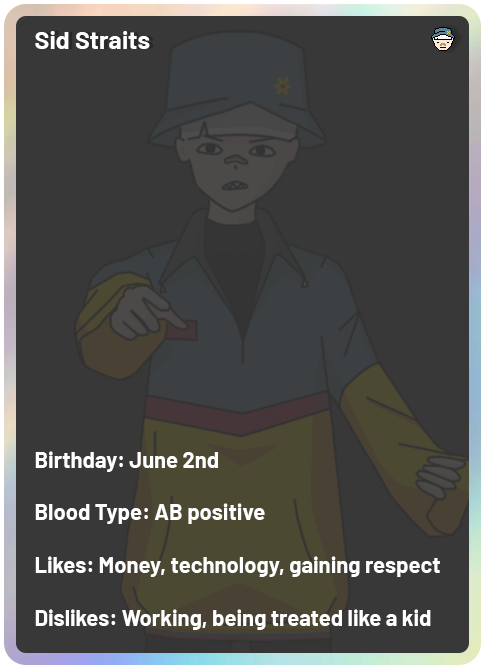 Sid Straits
Birthday: June 2nd
Blood Type: AB positive
Likes: Money, technology, gaining respect
Dislikes: Working, being treated like a kid